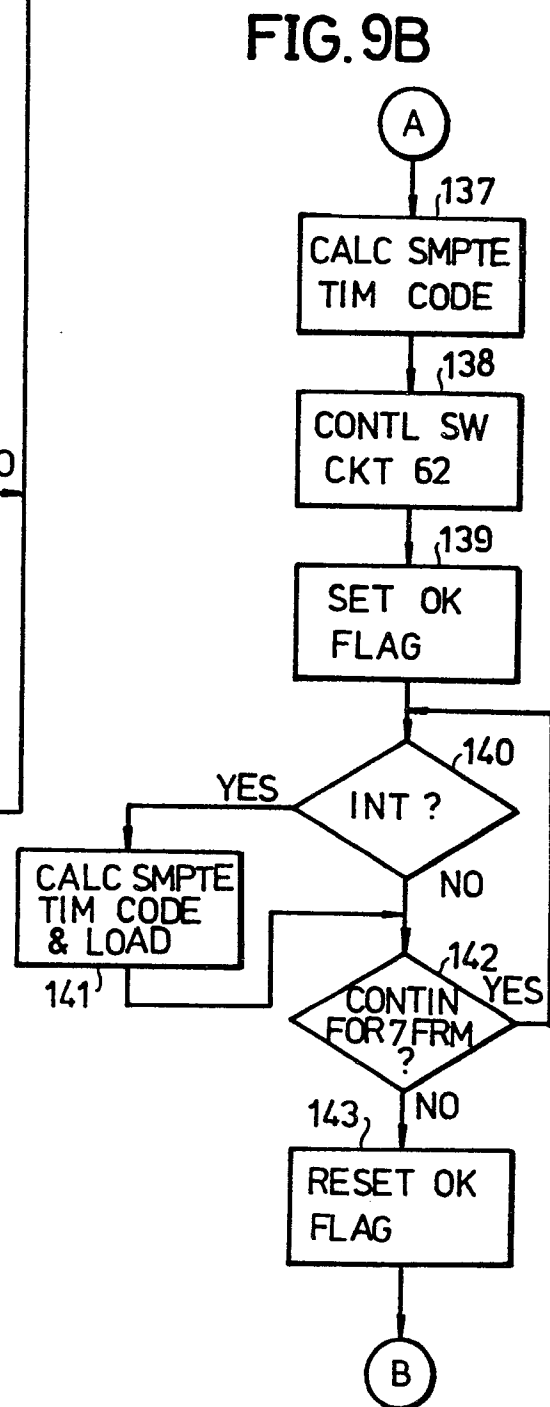 FIG. 9B
A
137
CALC SMPTE
TIM CODE
138
CONTL SW
CKT 62
139
SET OK
FLAG
140
INT ?
YES
NO
CALC SMPTE
TIM CODE
& LOAD
141
142
CONTIN
FOR 7 FRM
?
YES
NO
143
RESET OK
FLAG
B